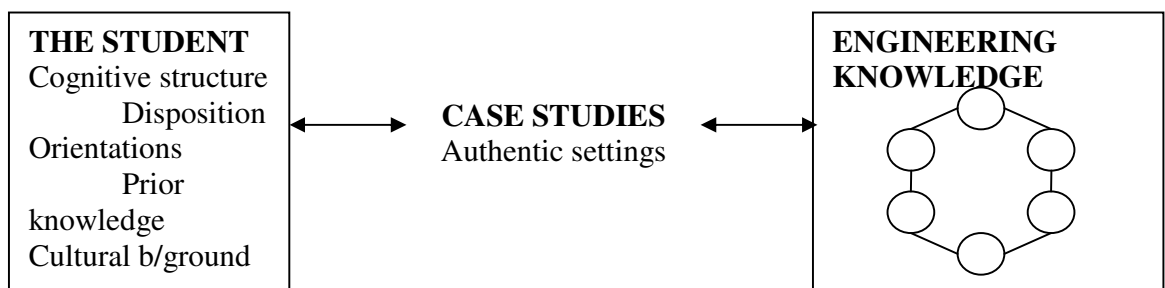 THE STUDENT
Cognitive structure
Disposition
Orientations
Prior
knowledge
Cultural b/ground
CASE STUDIES
Authentic settings
ENGINEERING
KNOWLEDGE